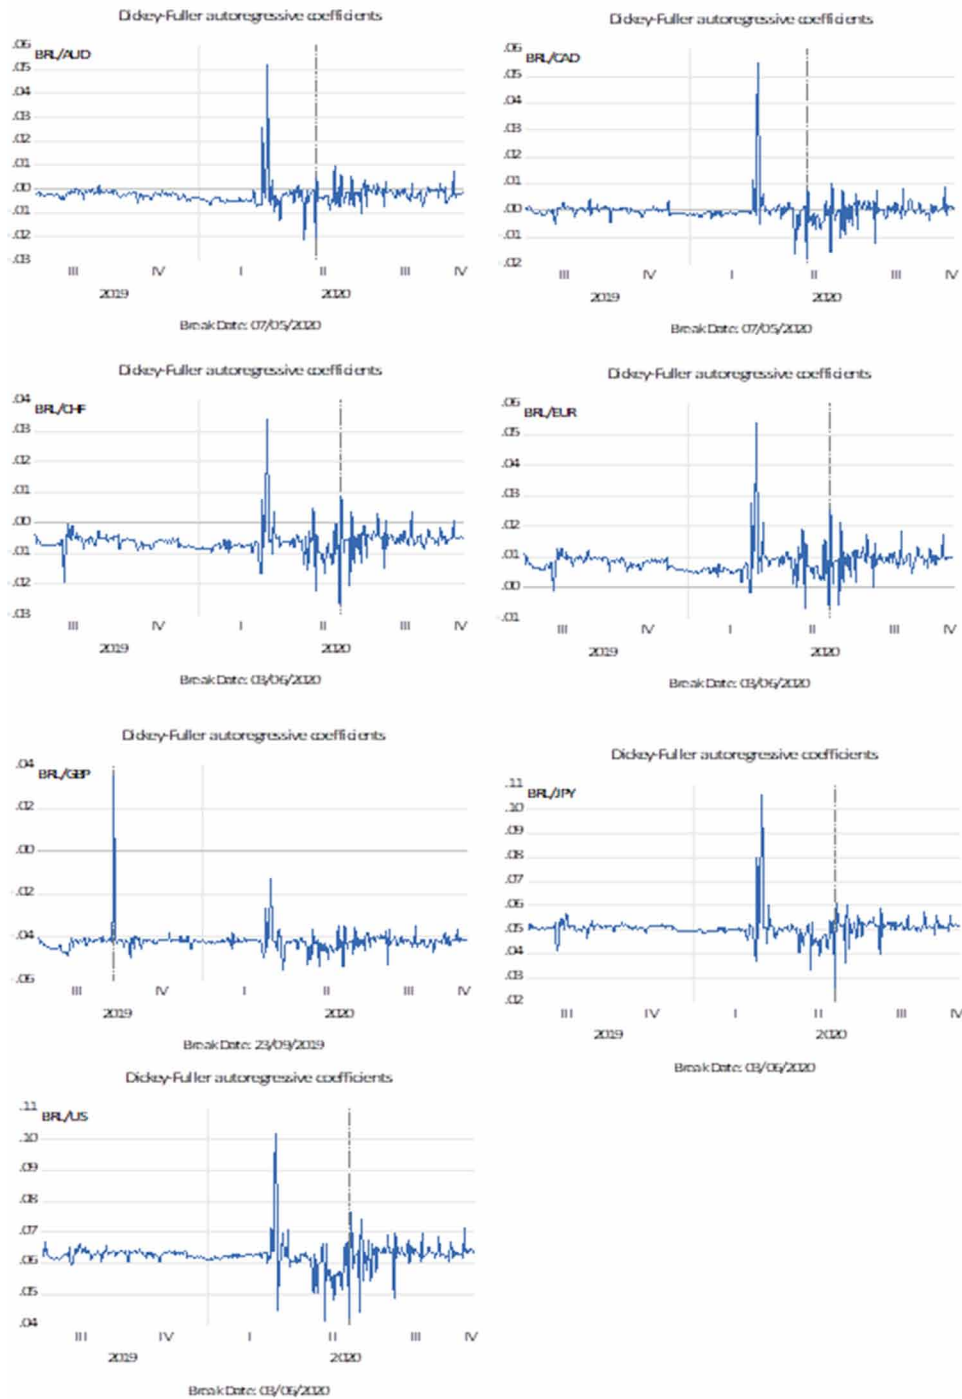 Dickey-Fuller autoregressive coefficients
BRL/AUD
.06
.05
.04
.03
.02
.01
.00
-.01
-.02
-.03
III IV I II III IV
2019 2020
Break Date: 07/05/2020
Dickey-Fuller autoregressive coefficients
BRL/CAD
.06
.05
.04
.03
.02
.01
.00
-.01
-.02
III IV I II III IV
2019 2020
Break Date: 07/05/2020
Dickey-Fuller autoregressive coefficients
BRL/CHF
.04
.03
.02
.01
.00
-.01
-.02
-.03
III IV I II III IV
2019 2020
Break Date: 03/06/2020
Dickey-Fuller autoregressive coefficients
BRL/EUR
.06
.05
.04
.03
.02
.01
.00
-.01
III IV I II III IV
2019 2020
Break Date: 03/06/2020
Dickey-Fuller autoregressive coefficients
BRL/GBP
.04
.02
.00
-.02
-.04
-.06
III IV I II III IV
2019 2020
Break Date: 23/09/2019
Dickey-Fuller autoregressive coefficients
BRL/JPY
.11
.10
.09
.08
.07
.06
.05
.04
.03
.02
III IV I II III IV
2019 2020
Break Date: 03/06/2020
Dickey-Fuller autoregressive coefficients
BRL/US
.11
.10
.09
.08
.07
.06
.05
.04
III IV I II III IV
2019 2020
Break Date: 03/06/2020